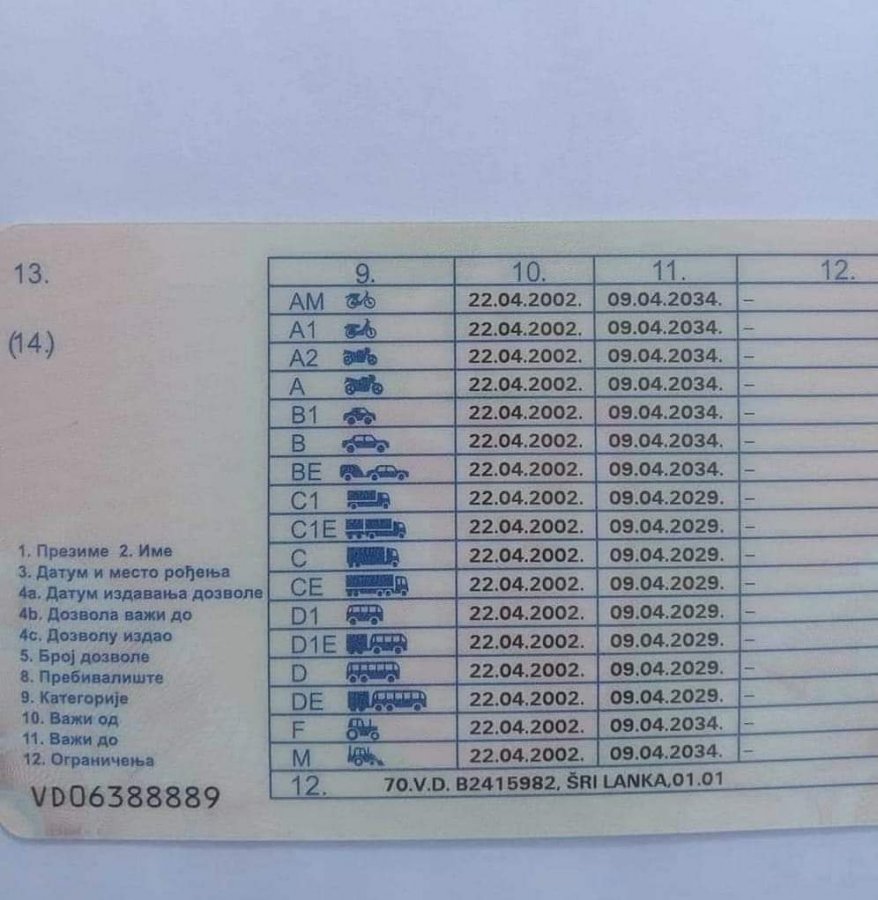 13.
(14.)
9. 10. 11. 12.
AM 22.04.2002. 09.04.2034. –
A1 22.04.2002. 09.04.2034. –
A2 22.04.2002. 09.04.2034. –
A 22.04.2002. 09.04.2034. –
B1 22.04.2002. 09.04.2034. –
B 22.04.2002. 09.04.2034. –
BE 22.04.2002. 09.04.2034. –
C1 22.04.2002. 09.04.2029. –
C1E 22.04.2002. 09.04.2029. –
C 22.04.2002. 09.04.2029. –
CE 22.04.2002. 09.04.2029. –
D1 22.04.2002. 09.04.2029. –
D1E 22.04.2002. 09.04.2029. –
D 22.04.2002. 09.04.2029. –
DE 22.04.2002. 09.04.2029. –
F 22.04.2002. 09.04.2034. –
M 22.04.2002. 09.04.2034. –
12. 70.V.D. B2415982, ŠRI LANKA,01.01
1. Презиме 2. Име
3. Датум и место рођења
4a. Датум издавања дозволе
4b. Дозвола важи до
4c. Дозволу издао
5. Број дозволе
8. Пребивалиште
9. Категорије
10. Важи од
11. Важи до
12. Ограничења
VD06388889